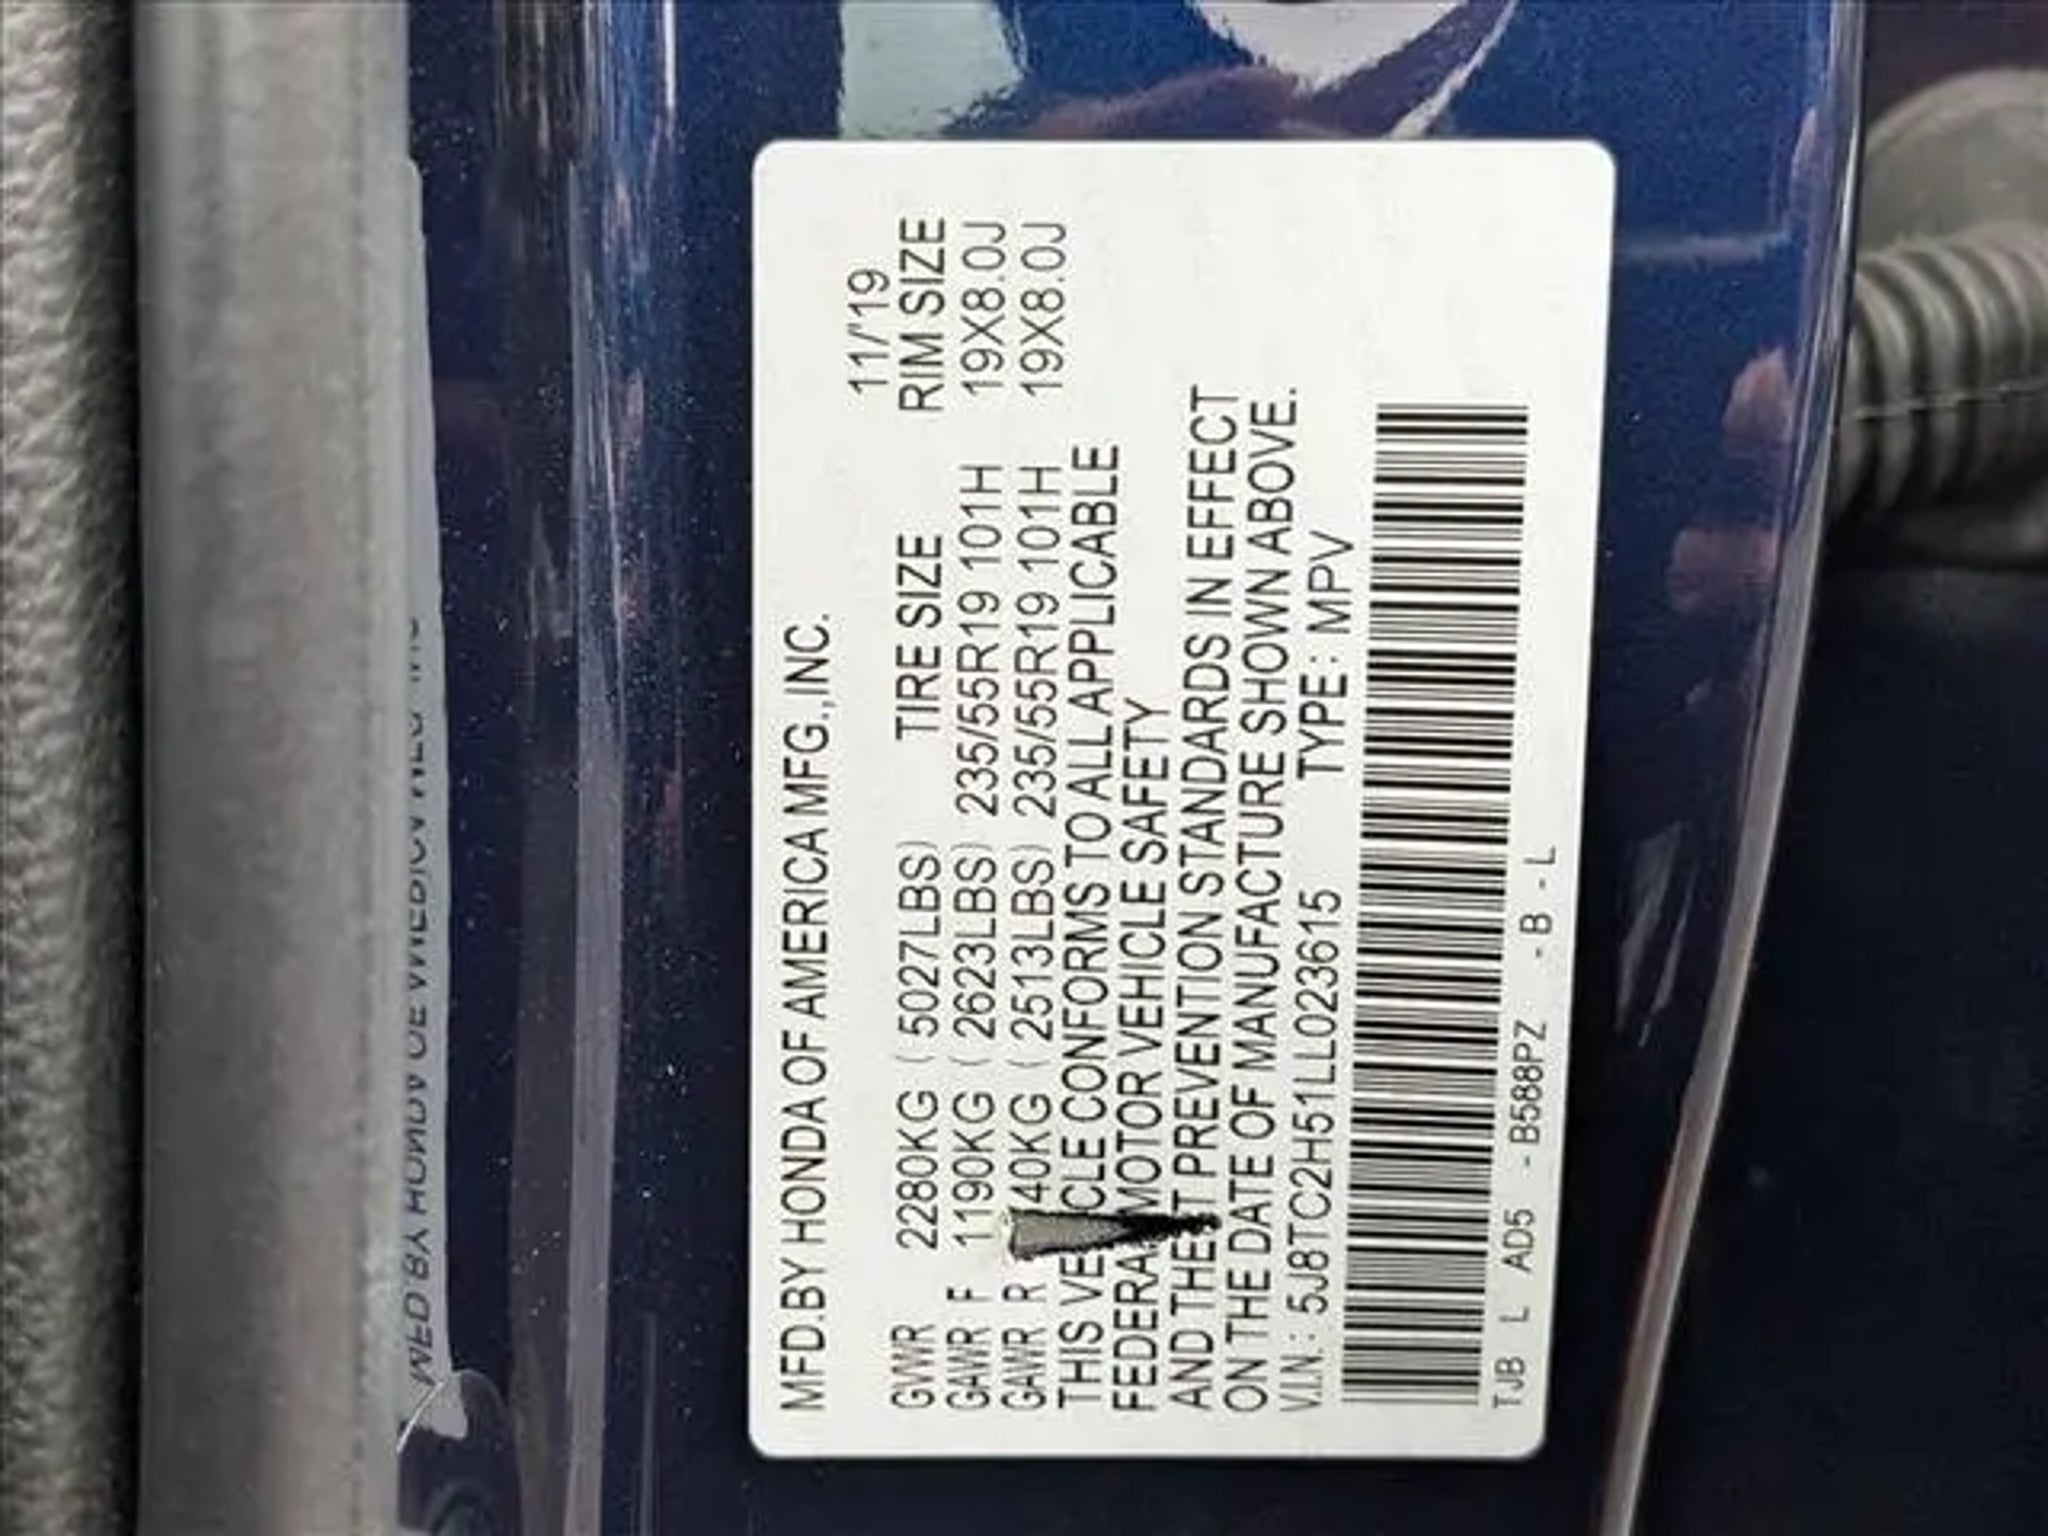 MFD.BY HONDA OF AMERICA MFG.,INC.
11/'19
GVWR 2280KG ( 5027LBS) TIRE SIZE RIM SIZE
GAWR F 1190KG ( 2623LBS) 235/55R19 101H 19X8.0J
GAWR R 40KG ( 2513LBS) 235/55R19 101H 19X8.0J
THIS VE CLE CONFORMS TO ALL APPLICABLE
FEDERA MOTOR VEHICLE SAFETY
AND THEFT PREVENTION STANDARDS IN EFFECT
ON THE DATE OF MANUFACTURE SHOWN ABOVE.
V.I.N.: 5J8TC2H51LL023615 TYPE: MPV
TJB L AD5 -B588PZ -B-L